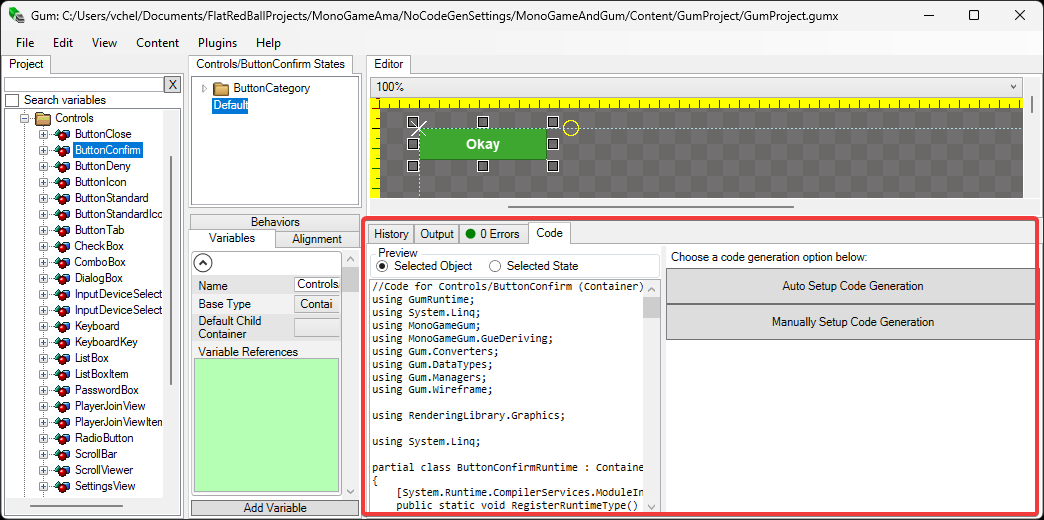 Gum: C:/Users/vchel/Documents/FlatRedBallProjects/MonoGameAma/NoCodeGenSettings/MonoGameAndGum/Content/GumProject/GumProject.gumx
File Edit View Content Plugins Help
Project
X
Search variables
Controls
ButtonClose
ButtonConfirm
ButtonDeny
ButtonIcon
ButtonStandard
ButtonStandardIco
ButtonTab
CheckBox
ComboBox
DialogBox
InputDeviceSelect
InputDeviceSelect
Keyboard
KeyboardKey
ListBox
ListBoxItem
PasswordBox
PlayerJoinView
PlayerJoinViewItem
RadioButton
ScrollBar
ScrollViewer
SettingsView
Controls/ButtonConfirm States
ButtonCategory
Default
Behaviors
Variables Alignment
Name Controls/
Base Type Contai
Default Child
Container
Variable References
Add Variable
Editor
100%
Okay
History Output 0 Errors Code
Preview
Selected Object Selected State
//Code for Controls/ButtonConfirm (Container)
using GumRuntime;
using System.Linq;
using MonoGameGum;
using MonoGameGum.GueDeriving;
using Gum.Converters;
using Gum.DataTypes;
using Gum.Managers;
using Gum.Wireframe;
using RenderingLibrary.Graphics;
using System.Linq;
partial class ButtonConfirmRuntime : Containe
{
[System.Runtime.CompilerServices.ModuleIn
public static void RegisterRuntimeType()
Choose a code generation option below:
Auto Setup Code Generation
Manually Setup Code Generation